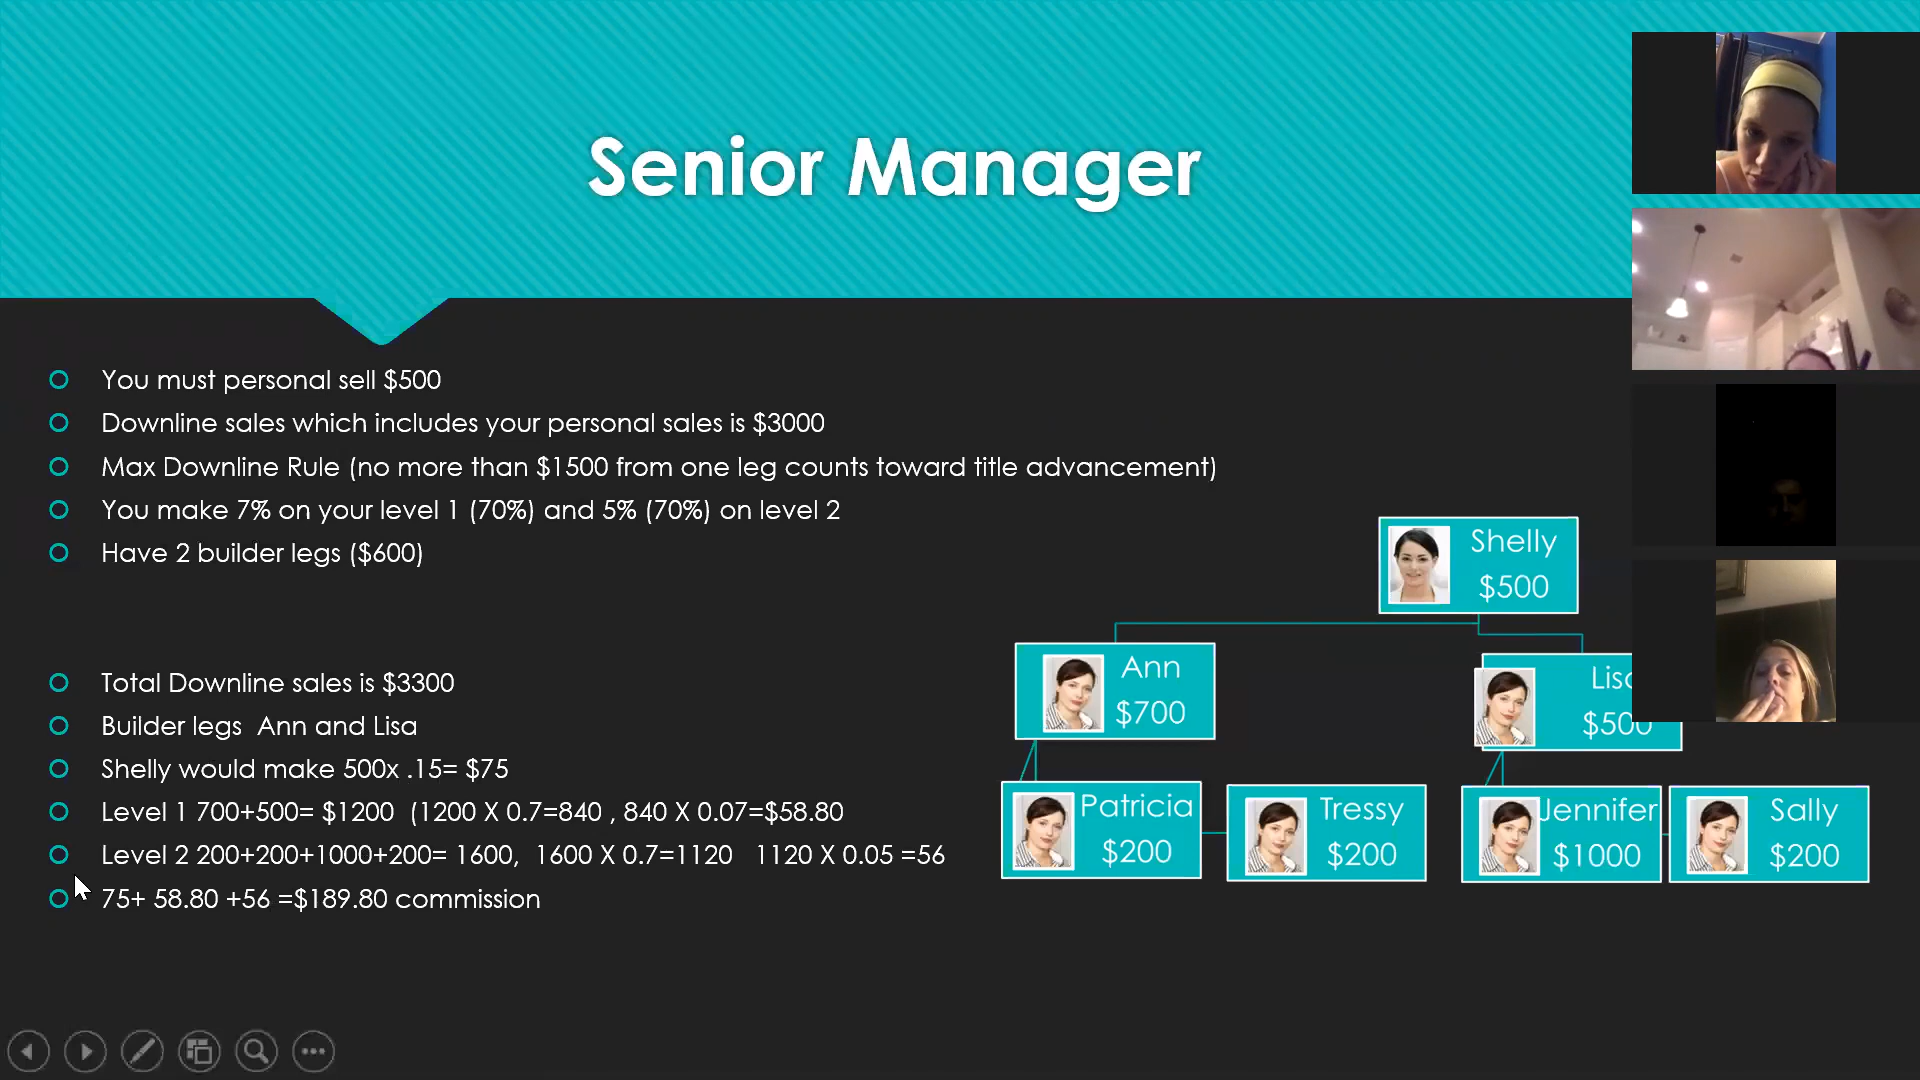 Senior Manager
You must personal sell $500
Downline sales which includes your personal sales is $3000
Max Downline Rule (no more than $1500 from one leg counts toward title advancement)
You make 7% on your level 1 (70%) and 5% (70%) on level 2
Have 2 builder legs ($600)
Total Downline sales is $3300
Builder legs  Ann and Lisa
Shelly would make 500x .15= $75
Level 1 700+500= $1200  (1200 X 0.7=840 , 840 X 0.07=$58.80
Level 2 200+200+1000+200= 1600,  1600 X 0.7=1120   1120 X 0.05 =56
75+ 58.80 +56 =$189.80 commission
Shelly
$500
Ann
$700
$500
Patricia
$200
Tressy
$200
Jennifer
$1000
Sally
$200